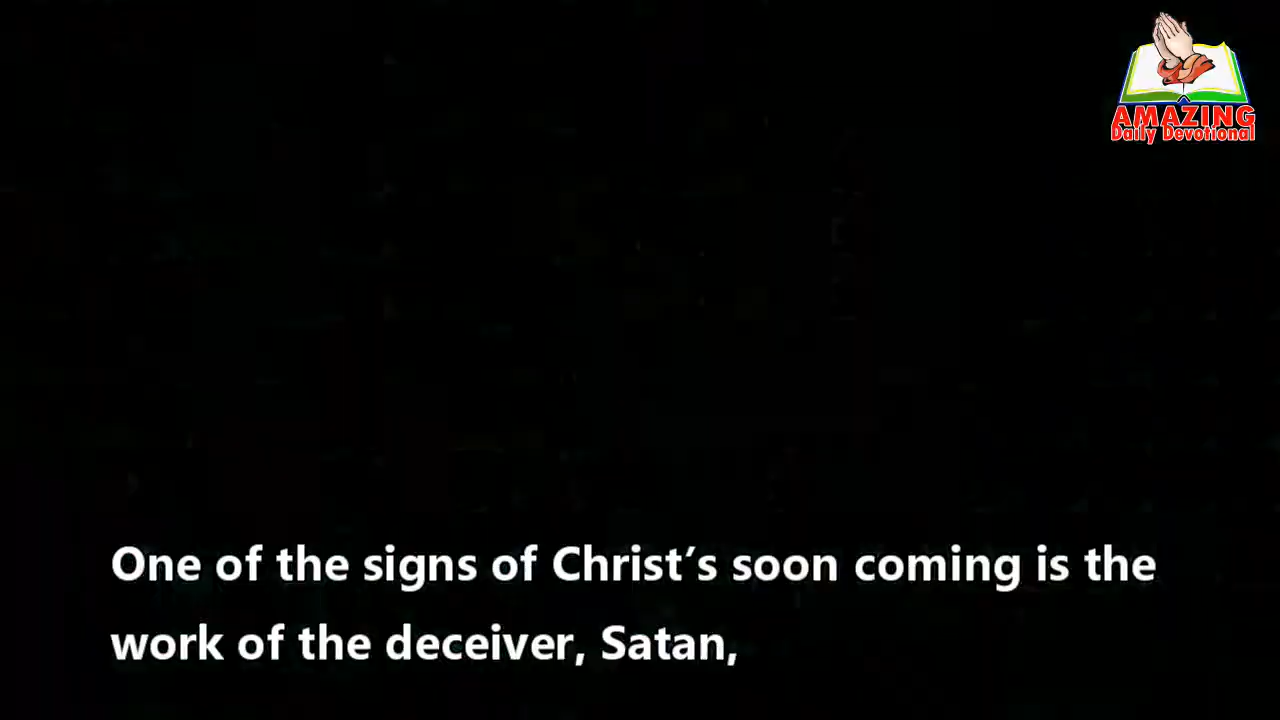 AMAZING
Daily Devotional
One of the signs of Christ’s soon coming is the
work of the deceiver, Satan,